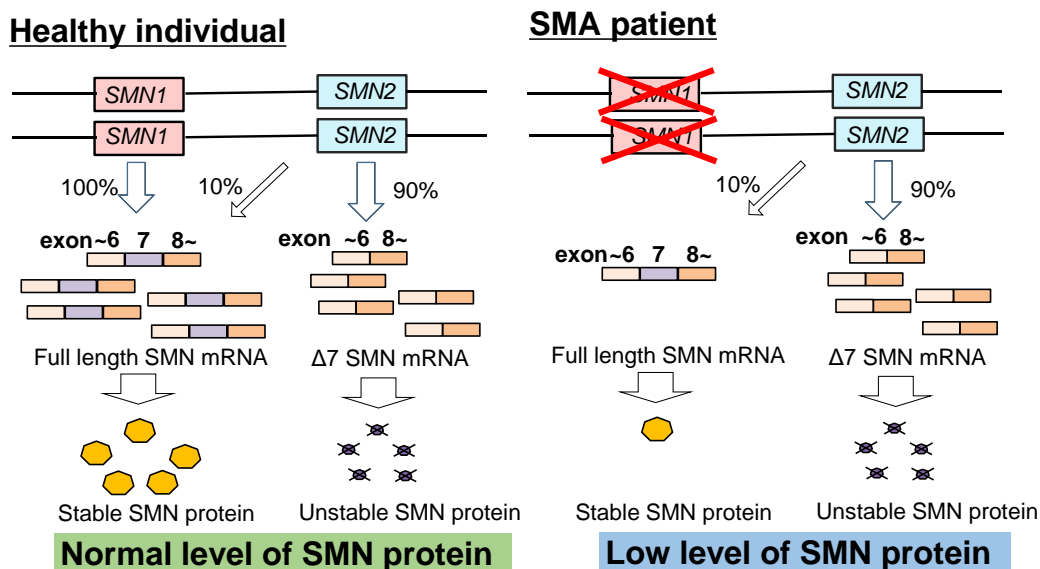 Healthy individual
SMN1
SMN2
SMN1
SMN2
100%
10%
90%
exon~6 7 8~
exon ~6 8~
Full length SMN mRNA
Δ7 SMN mRNA
Stable SMN protein
Unstable SMN protein
Normal level of SMN protein
SMA patient
SMN1
SMN2
SMN1
SMN2
10%
90%
exon~6 7 8~
exon ~6 8~
Full length SMN mRNA
Δ7 SMN mRNA
Stable SMN protein
Unstable SMN protein
Low level of SMN protein